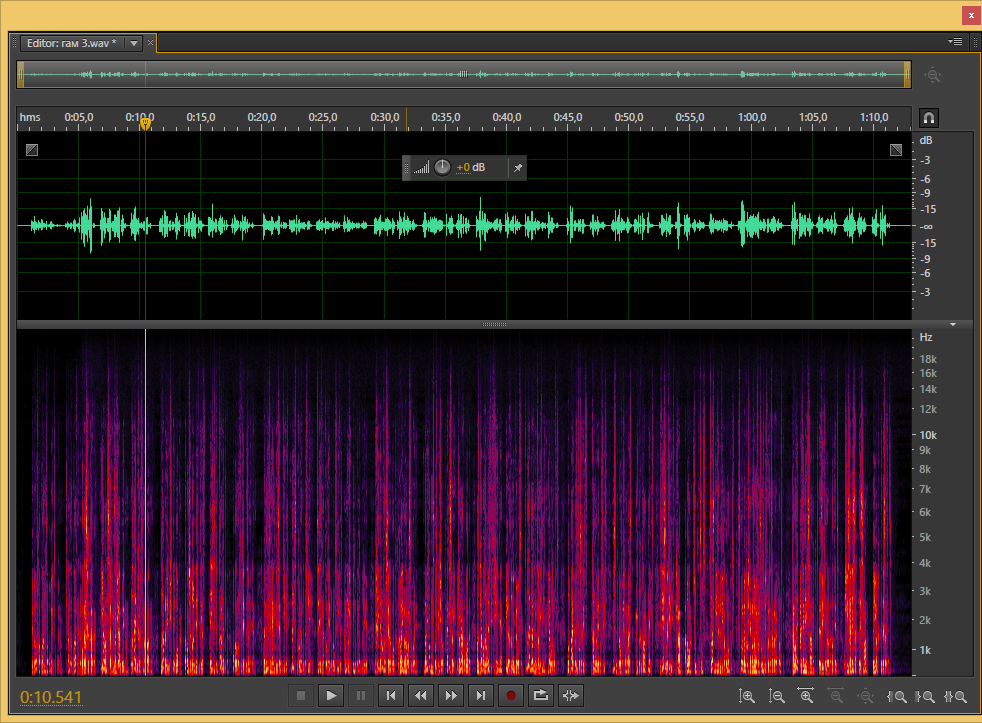 x
Editor: гам 3.wav *
hms 0:05,0 0:10,0 0:15,0 0:20,0 0:25,0 0:30,0 0:35,0 0:40,0 0:45,0 0:50,0 0:55,0 1:00,0 1:05,0 1:10,0
dB
-3
-6
-9
-15
-∞
-15
-9
-6
-3
+0 dB
Hz
18k
16k
14k
12k
10k
9k
8k
7k
6k
5k
4k
3k
2k
1k
0:10.541